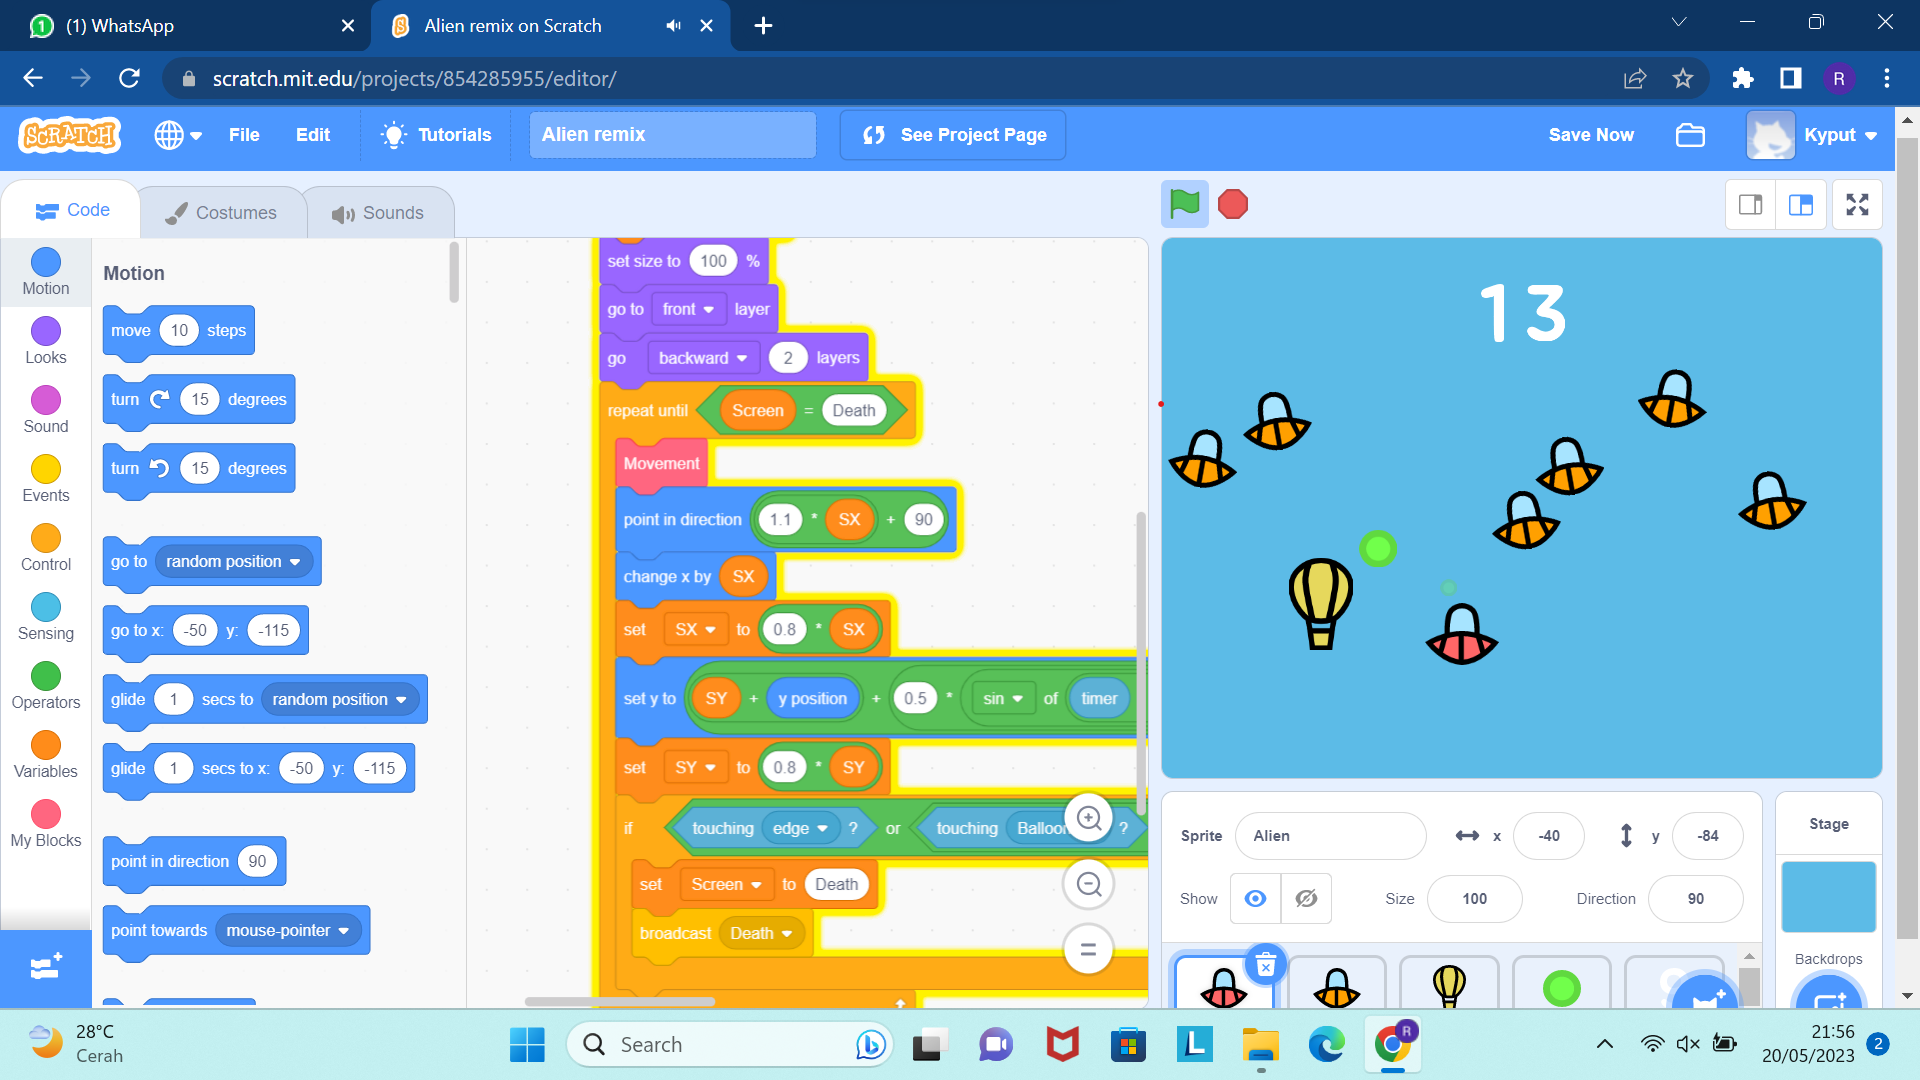 (1) WhatsApp
Alien remix on Scratch
scratch.mit.edu/projects/854285955/editor/
R
SCRATCH
File
Edit
Tutorials
Alien remix
See Project Page
Save Now
Kyput
Code
Costumes
Sounds
Motion
Looks
Sound
Events
Control
Sensing
Operators
Variables
My Blocks
Motion
move 10 steps
turn 15 degrees
turn 15 degrees
go to random position
go to x: -50 y: -115
glide 1 secs to random position
glide 1 secs to x: -50 y: -115
point in direction 90
point towards mouse-pointer
set size to 100 %
go to front layer
go backward 2 layers
repeat until Screen = Death
Movement
point in direction 1.1 * SX + 90
change x by SX
set SX to 0.8 * SX
set y to SY + y position + 0.5 * sin of timer
set SY to 0.8 * SY
if touching edge ? or touching Balloon ?
set Screen to Death
broadcast Death
13
Sprite Alien x -40 y -84
Show Size 100 Direction 90
Stage
Backdrops
28°C
Cerah
Search
L
R
21:56
20/05/2023
2